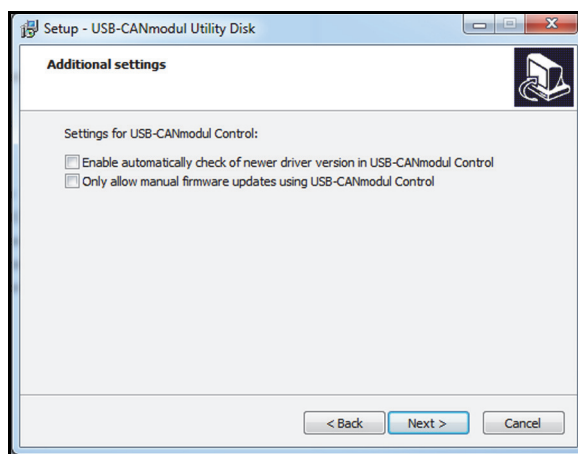 Setup - USB-CANmodul Utility Disk
Additional settings
Settings for USB-CANmodul Control:
Enable automatically check of newer driver version in USB-CANmodul Control
Only allow manual firmware updates using USB-CANmodul Control
< Back
Next >
Cancel